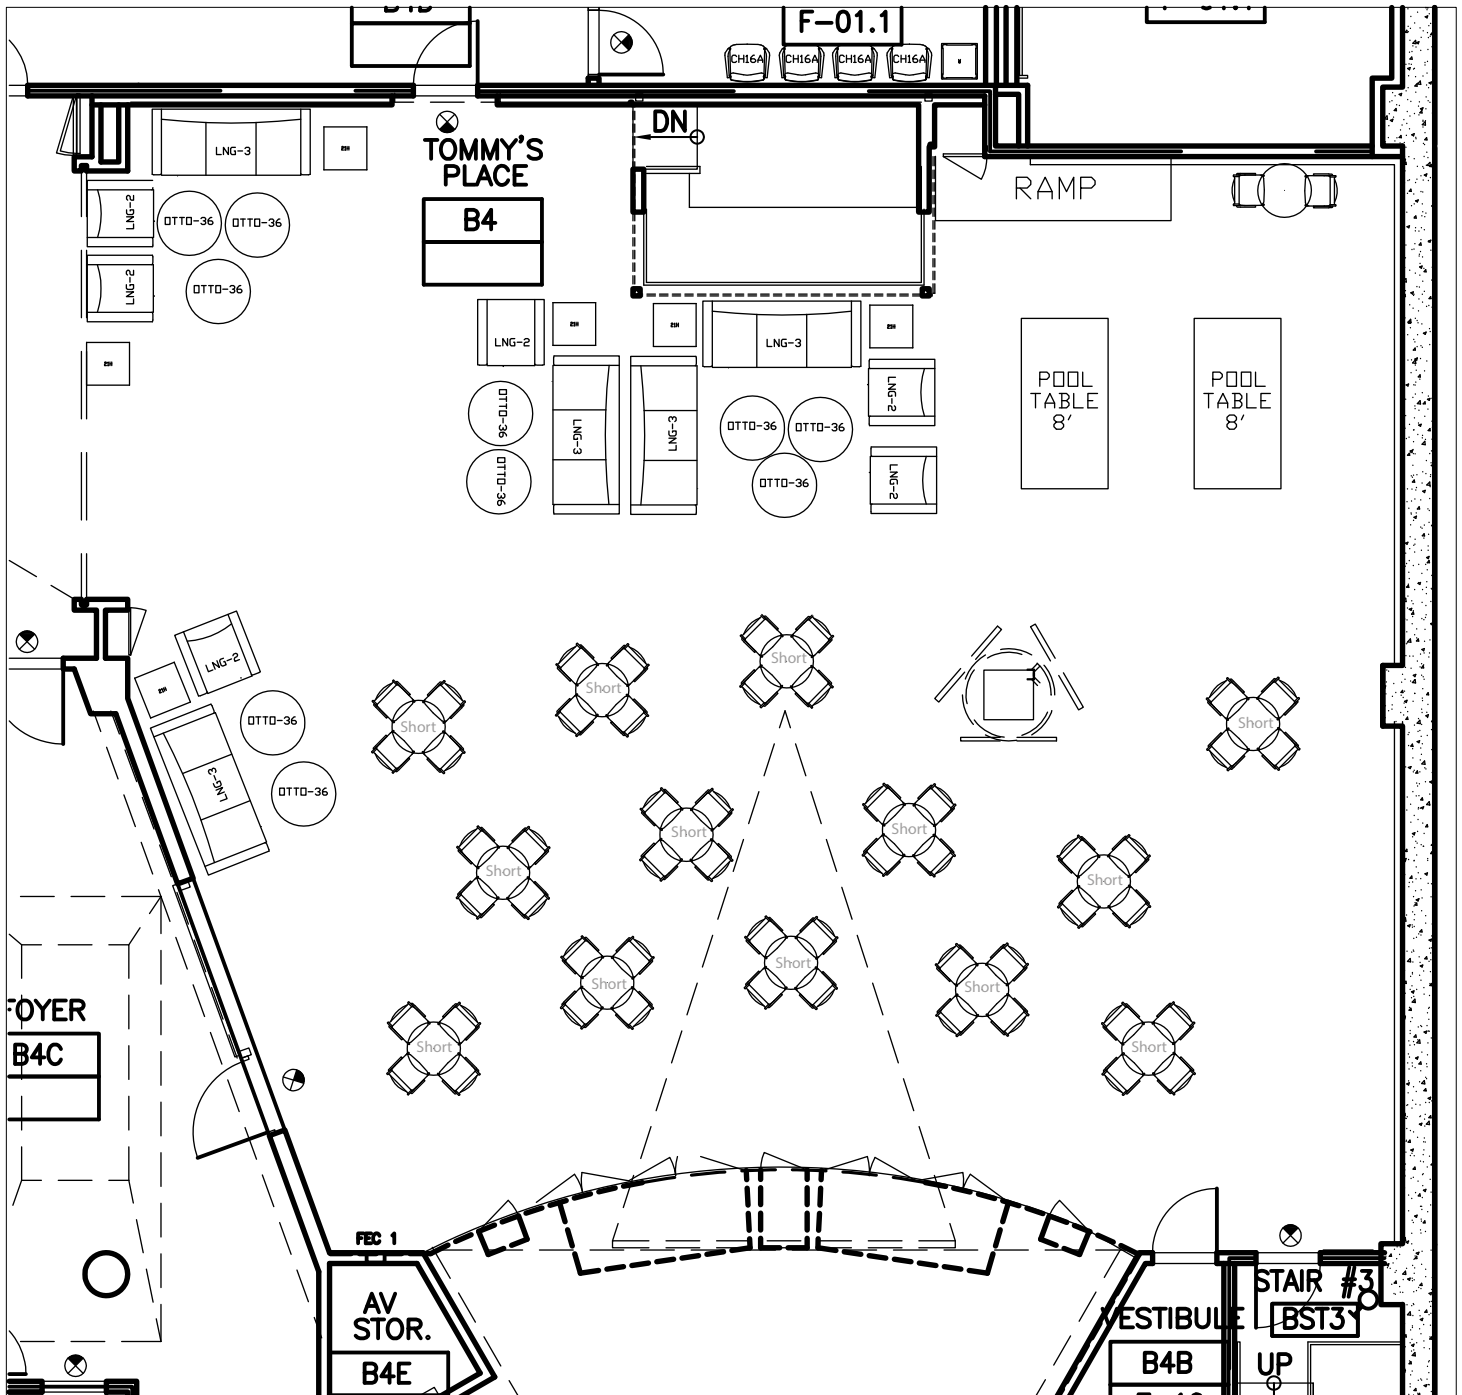 F-01.1
CH16A
CH16A
CH16A
CH16A
DN
LNG-3
TOMMY'S
PLACE
B4
RAMP
LNG-2
OTTO-36
OTTO-36
LNG-2
OTTO-36
LNG-2
LNG-3
LNG-2
OTTO-36
LNG-3
LNG-3
OTTO-36
OTTO-36
OTTO-36
LNG-2
OTTO-36
POOL
TABLE
8'
POOL
TABLE
8'
LNG-2
OTTO-36
LNG-3
OTTO-36
Short
Short
Short
Short
Short
Short
Short
Short
Short
Short
Short
Short
Short
FOYER
B4C
FEC 1
AV
STOR.
B4E
VESTIBULE
B4B
STAIR #3
BST3
UP